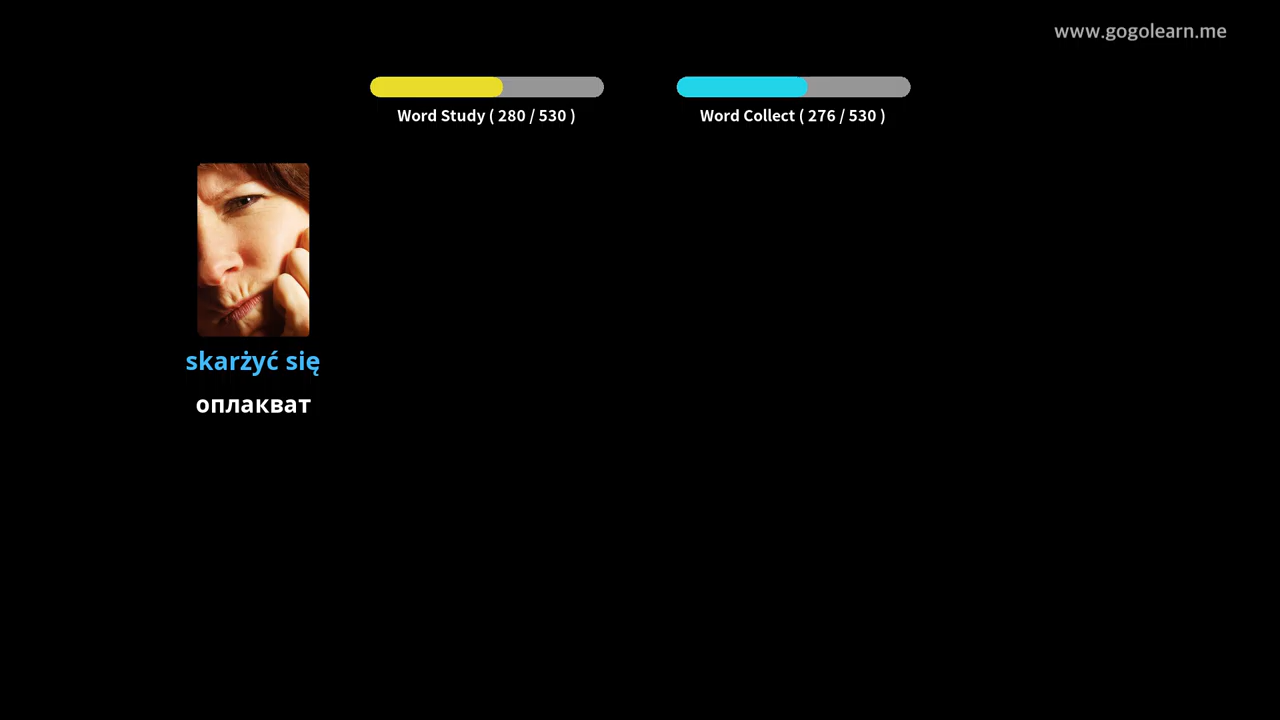 www.gogolearn.me
Word Study ( 280 / 530 )
Word Collect ( 276 / 530 )
skarżyć się
оплакват